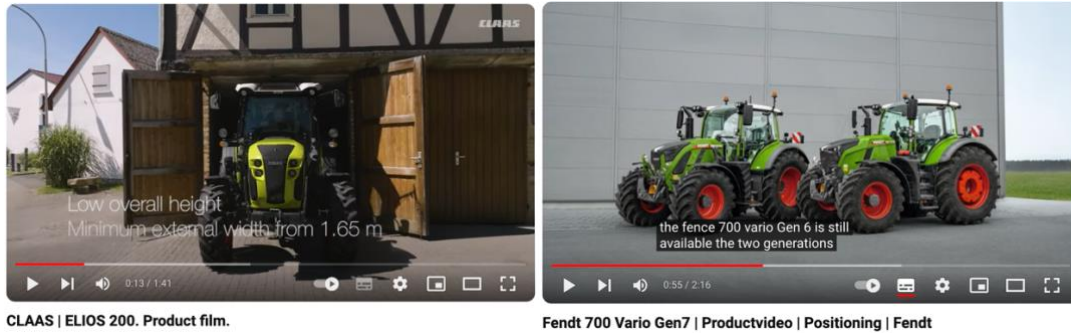 CLAAS
Low overall height
Minimum external width from 1.65 m
0:13 / 1:41
CLAAS | ELIOS 200. Product film.
the fence 700 vario Gen 6 is still
available the two generations
0:55 / 2:16
Fendt 700 Vario Gen7 | Productvideo | Positioning | Fendt